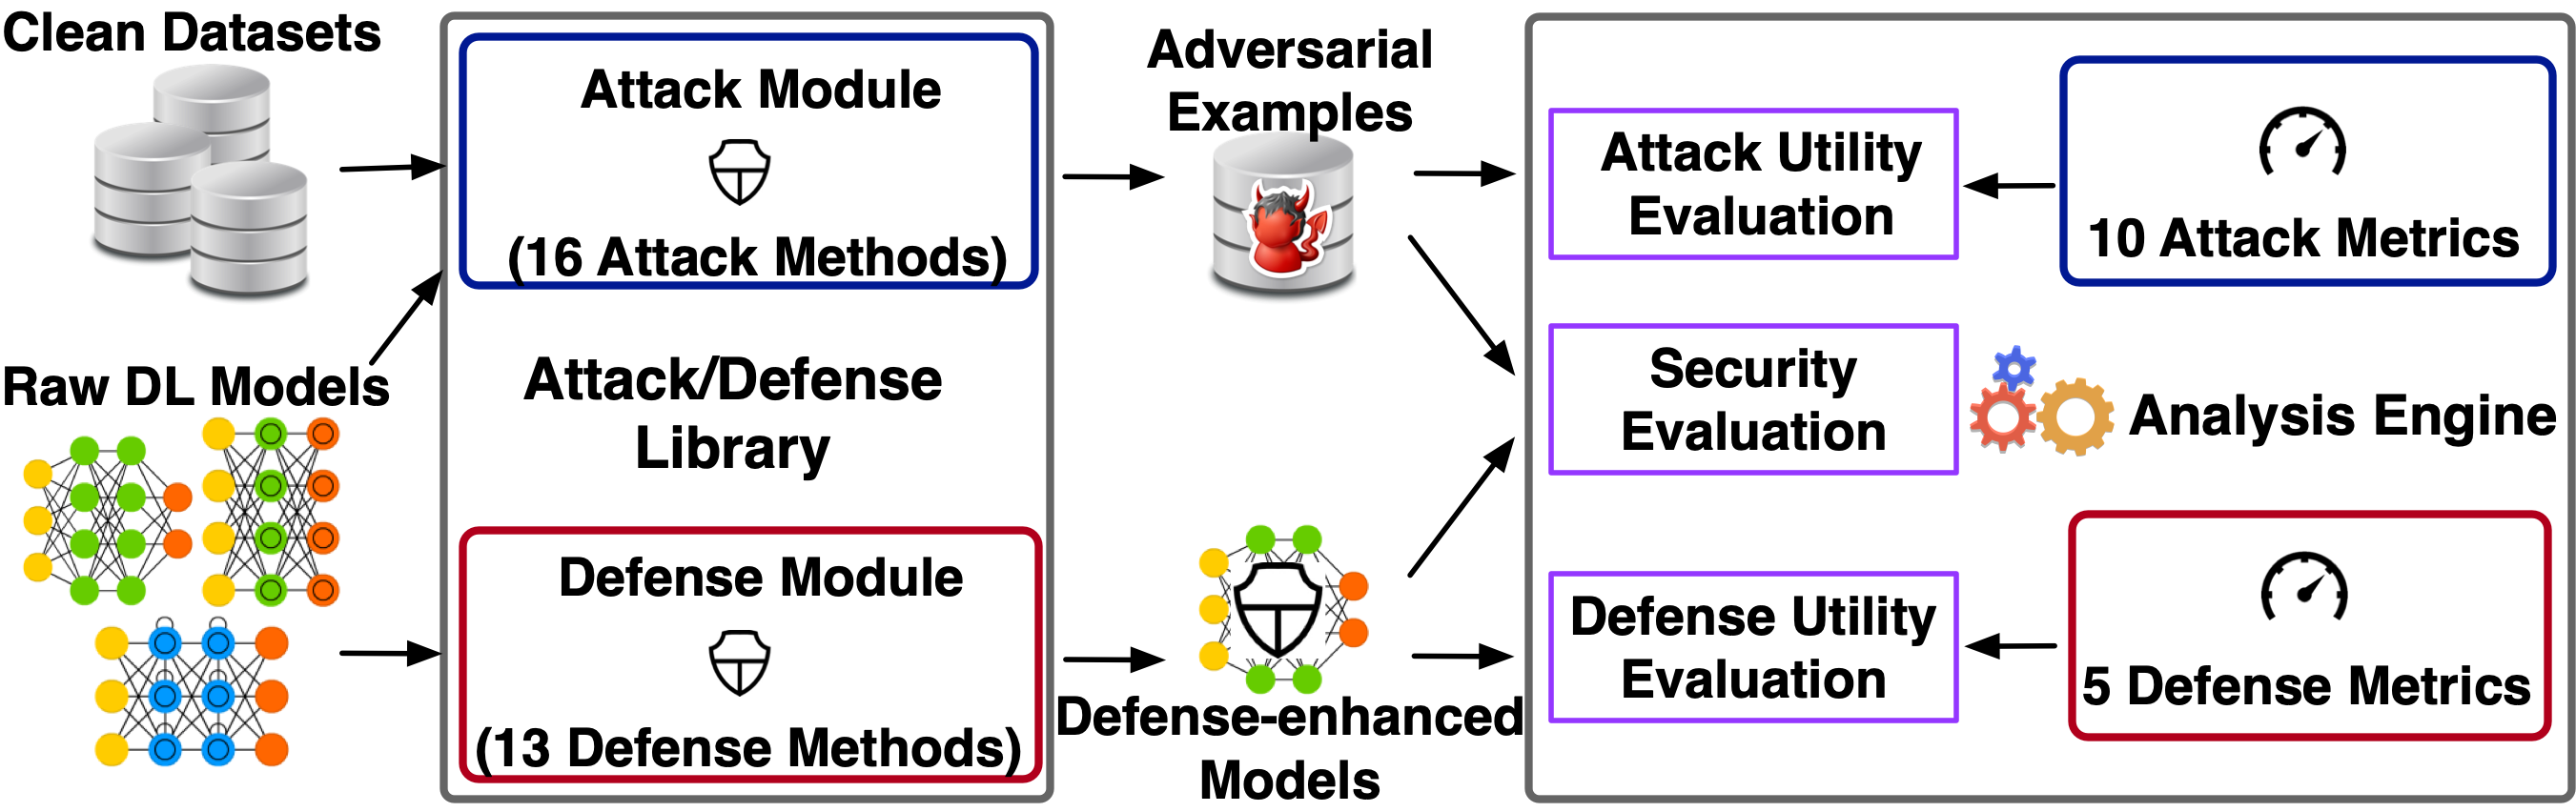 Clean Datasets
Raw DL Models
Attack Module
(16 Attack Methods)
Attack/Defense
Library
Defense Module
(13 Defense Methods)
Adversarial
Examples
Defense-enhanced
Models
Attack Utility
Evaluation
Security
Evaluation
Defense Utility
Evaluation
10 Attack Metrics
Analysis Engine
5 Defense Metrics